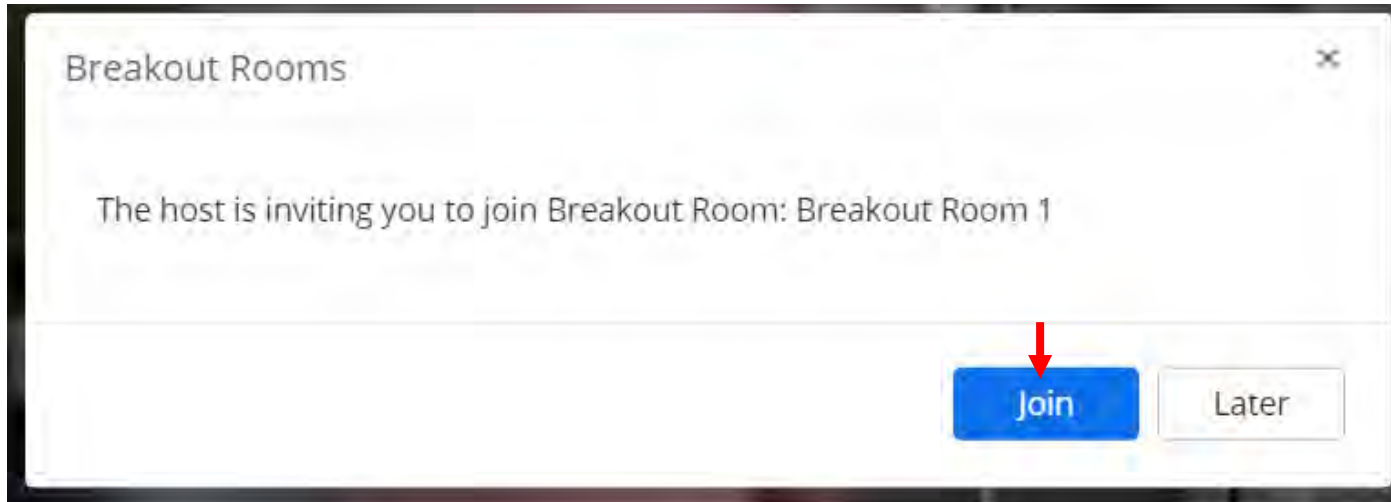 Breakout Rooms
The host is inviting you to join Breakout Room: Breakout Room 1
Join
Later